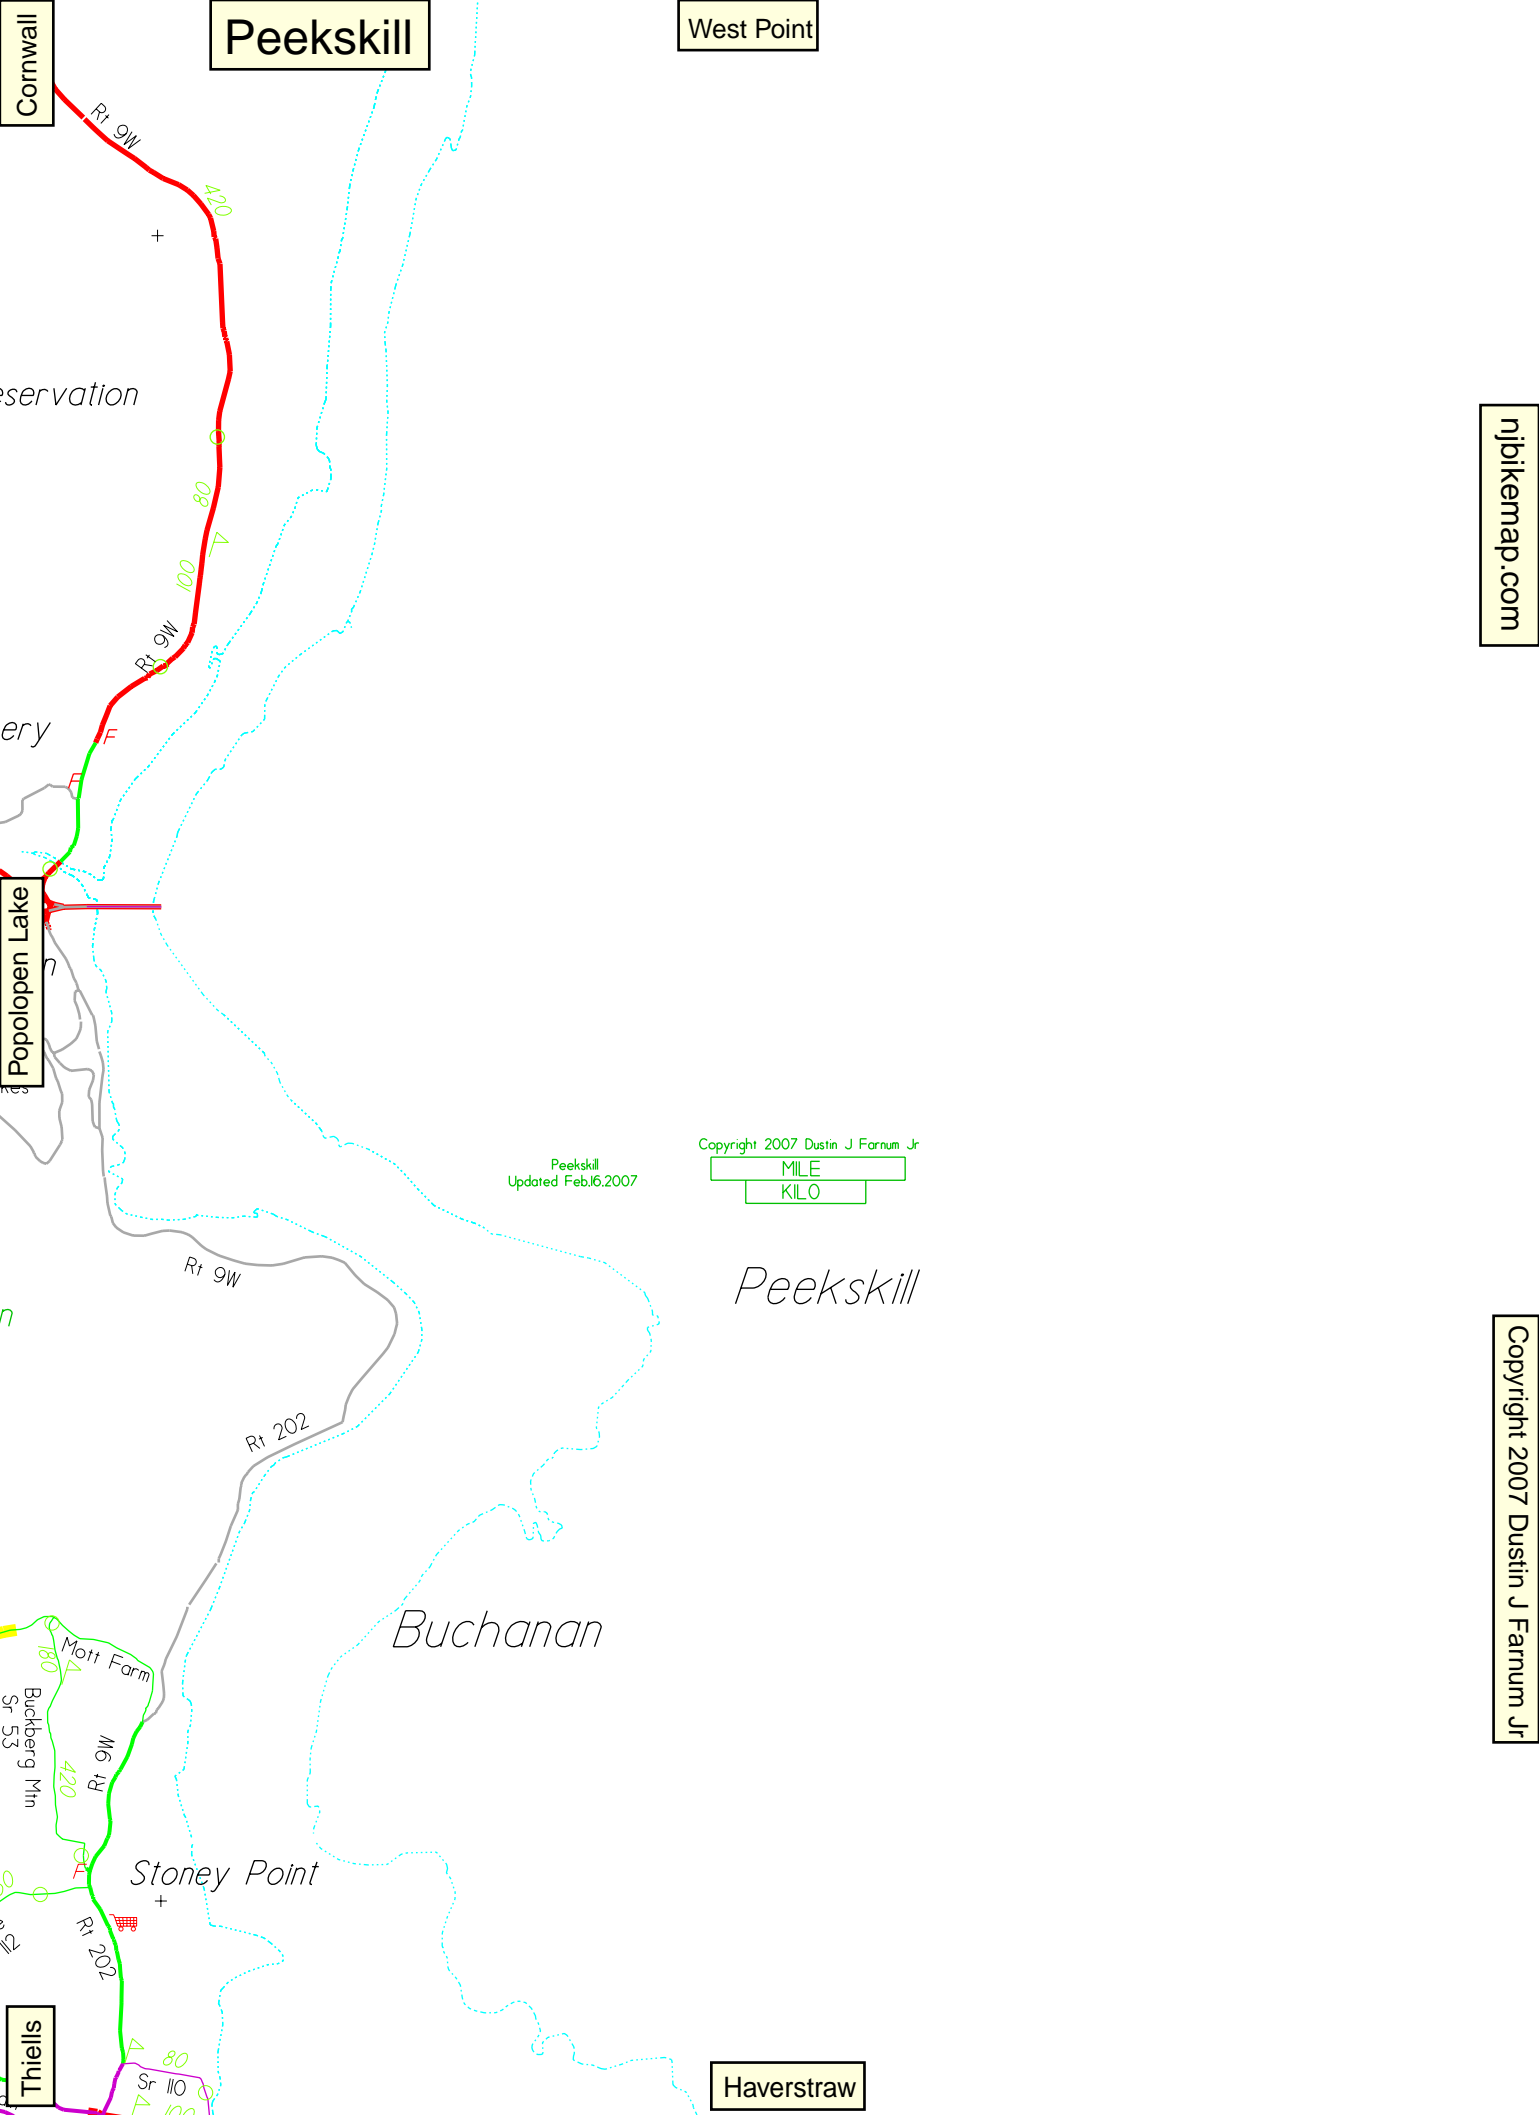 Cornwall
Peekskill
West Point
Rt 9W
420
eservation
njbikemap.com
80
100
Rt 9W
F
ery
F
Popolopen Lake
n
kes
Copyright 2007 Dustin J Farnum Jr
MILE
KILO
Peekskill
Updated Feb.16.2007
Rt 9W
Peekskill
n
Copyright 2007 Dustin J Farnum Jr
Rt 202
Buchanan
Mott Farm
180
Buckberg Mtn
Sr 53
Rt 9W
420
F
Stoney Point
Rt 202
112
Thiells
80
Sr 110
100
Haverstraw